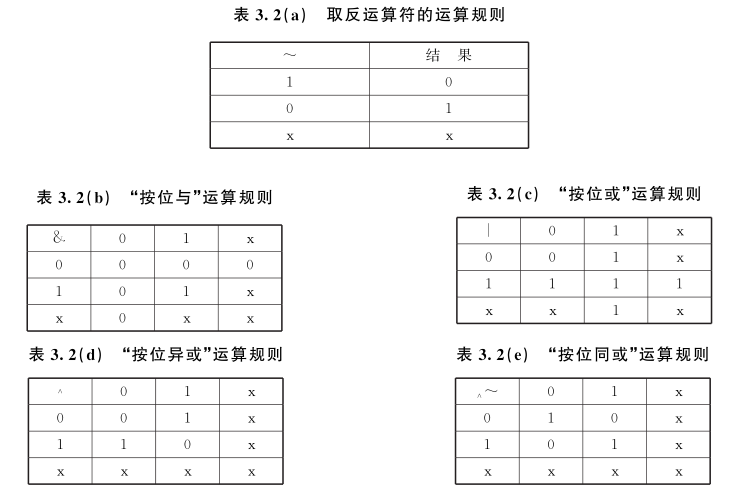 表 3.2(a) 取反运算符的运算规则
～ 结 果
1 0
0 1
x x
表 3.2(b) “按位与”运算规则
& 0 1 x
0 0 0 0
1 0 1 x
x 0 x x
表 3.2(c) “按位或”运算规则
| 0 1 x
0 0 1 x
1 1 1 1
x x 1 x
表 3.2(d) “按位异或”运算规则
^ 0 1 x
0 0 1 x
1 1 0 x
x x x x
表 3.2(e) “按位同或”运算规则
^～ 0 1 x
0 1 0 x
1 0 1 x
x x x x